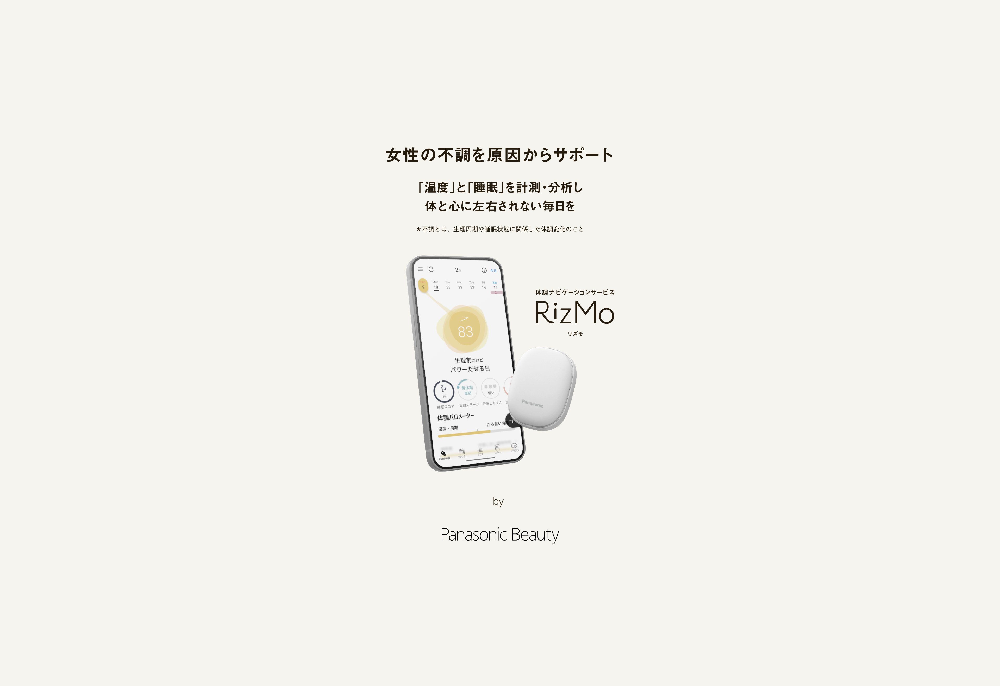 女性の不調を原因からサポート
「温度」と「睡眠」を計測・分析し
体と心に左右されない毎日を
*不調とは、生理周期や睡眠状態に関係した体調変化のこと
2月
今日
Mon Tue Wed Thu Fri Sat
9 10 11 12 13 14 15
83
生理前だけど
パワーだせる日
97
黄体期
後期
低い
睡眠スコア 周期ステージ 妊娠しやすさ
体調バロメーター
温度・周期 だる重い時期
今日の体調 カレンダー グラフ レポート アドバイス
体調ナビゲーションサービス
RizMo
リズモ
Panasonic
by
Panasonic Beauty